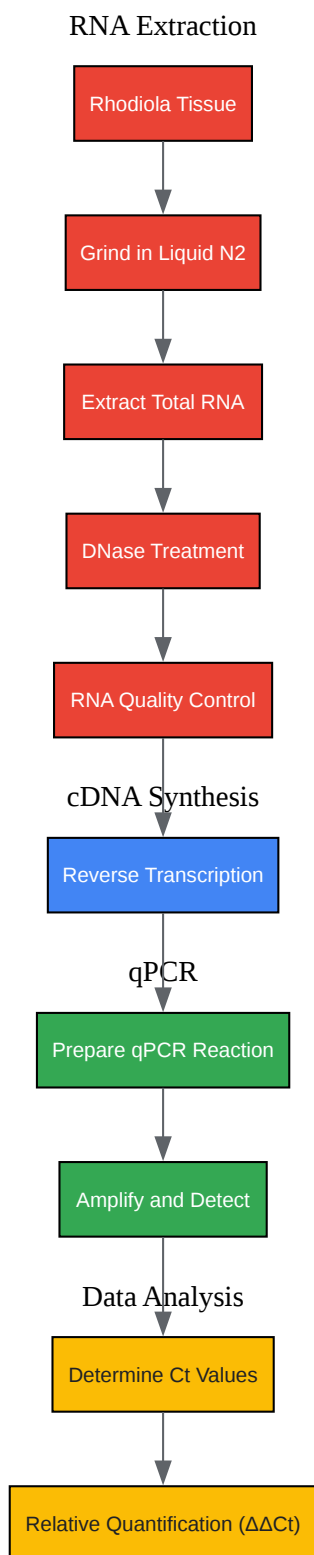 RNA Extraction
Rhodiola Tissue
Grind in Liquid N2
Extract Total RNA
DNase Treatment
RNA Quality Control
cDNA Synthesis
Reverse Transcription
qPCR
Prepare qPCR Reaction
Amplify and Detect
Data Analysis
Determine Ct Values
Relative Quantification (ΔΔCt)